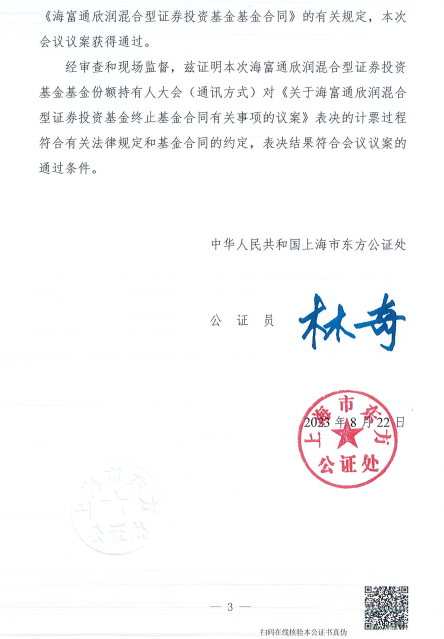 《海富通欣润混合型证券投资基金基金合同》的有关规定，本次
会议议案获得通过。
经审查和现场监督，兹证明本次海富通欣润混合型证券投资
基金基金份额持有人大会（通讯方式）对《关于海富通欣润混合
型证券投资基金终止基金合同有关事项的议案》表决的计票过程
符合有关法律规定和基金合同的约定，表决结果符合会议议案的
通过条件。
中华人民共和国上海市东方公证处
公 证 员 林奇
2023 年 8 月 22 日
上海市东方
公证处
— 3 —
扫码在线核验本公证书真伪